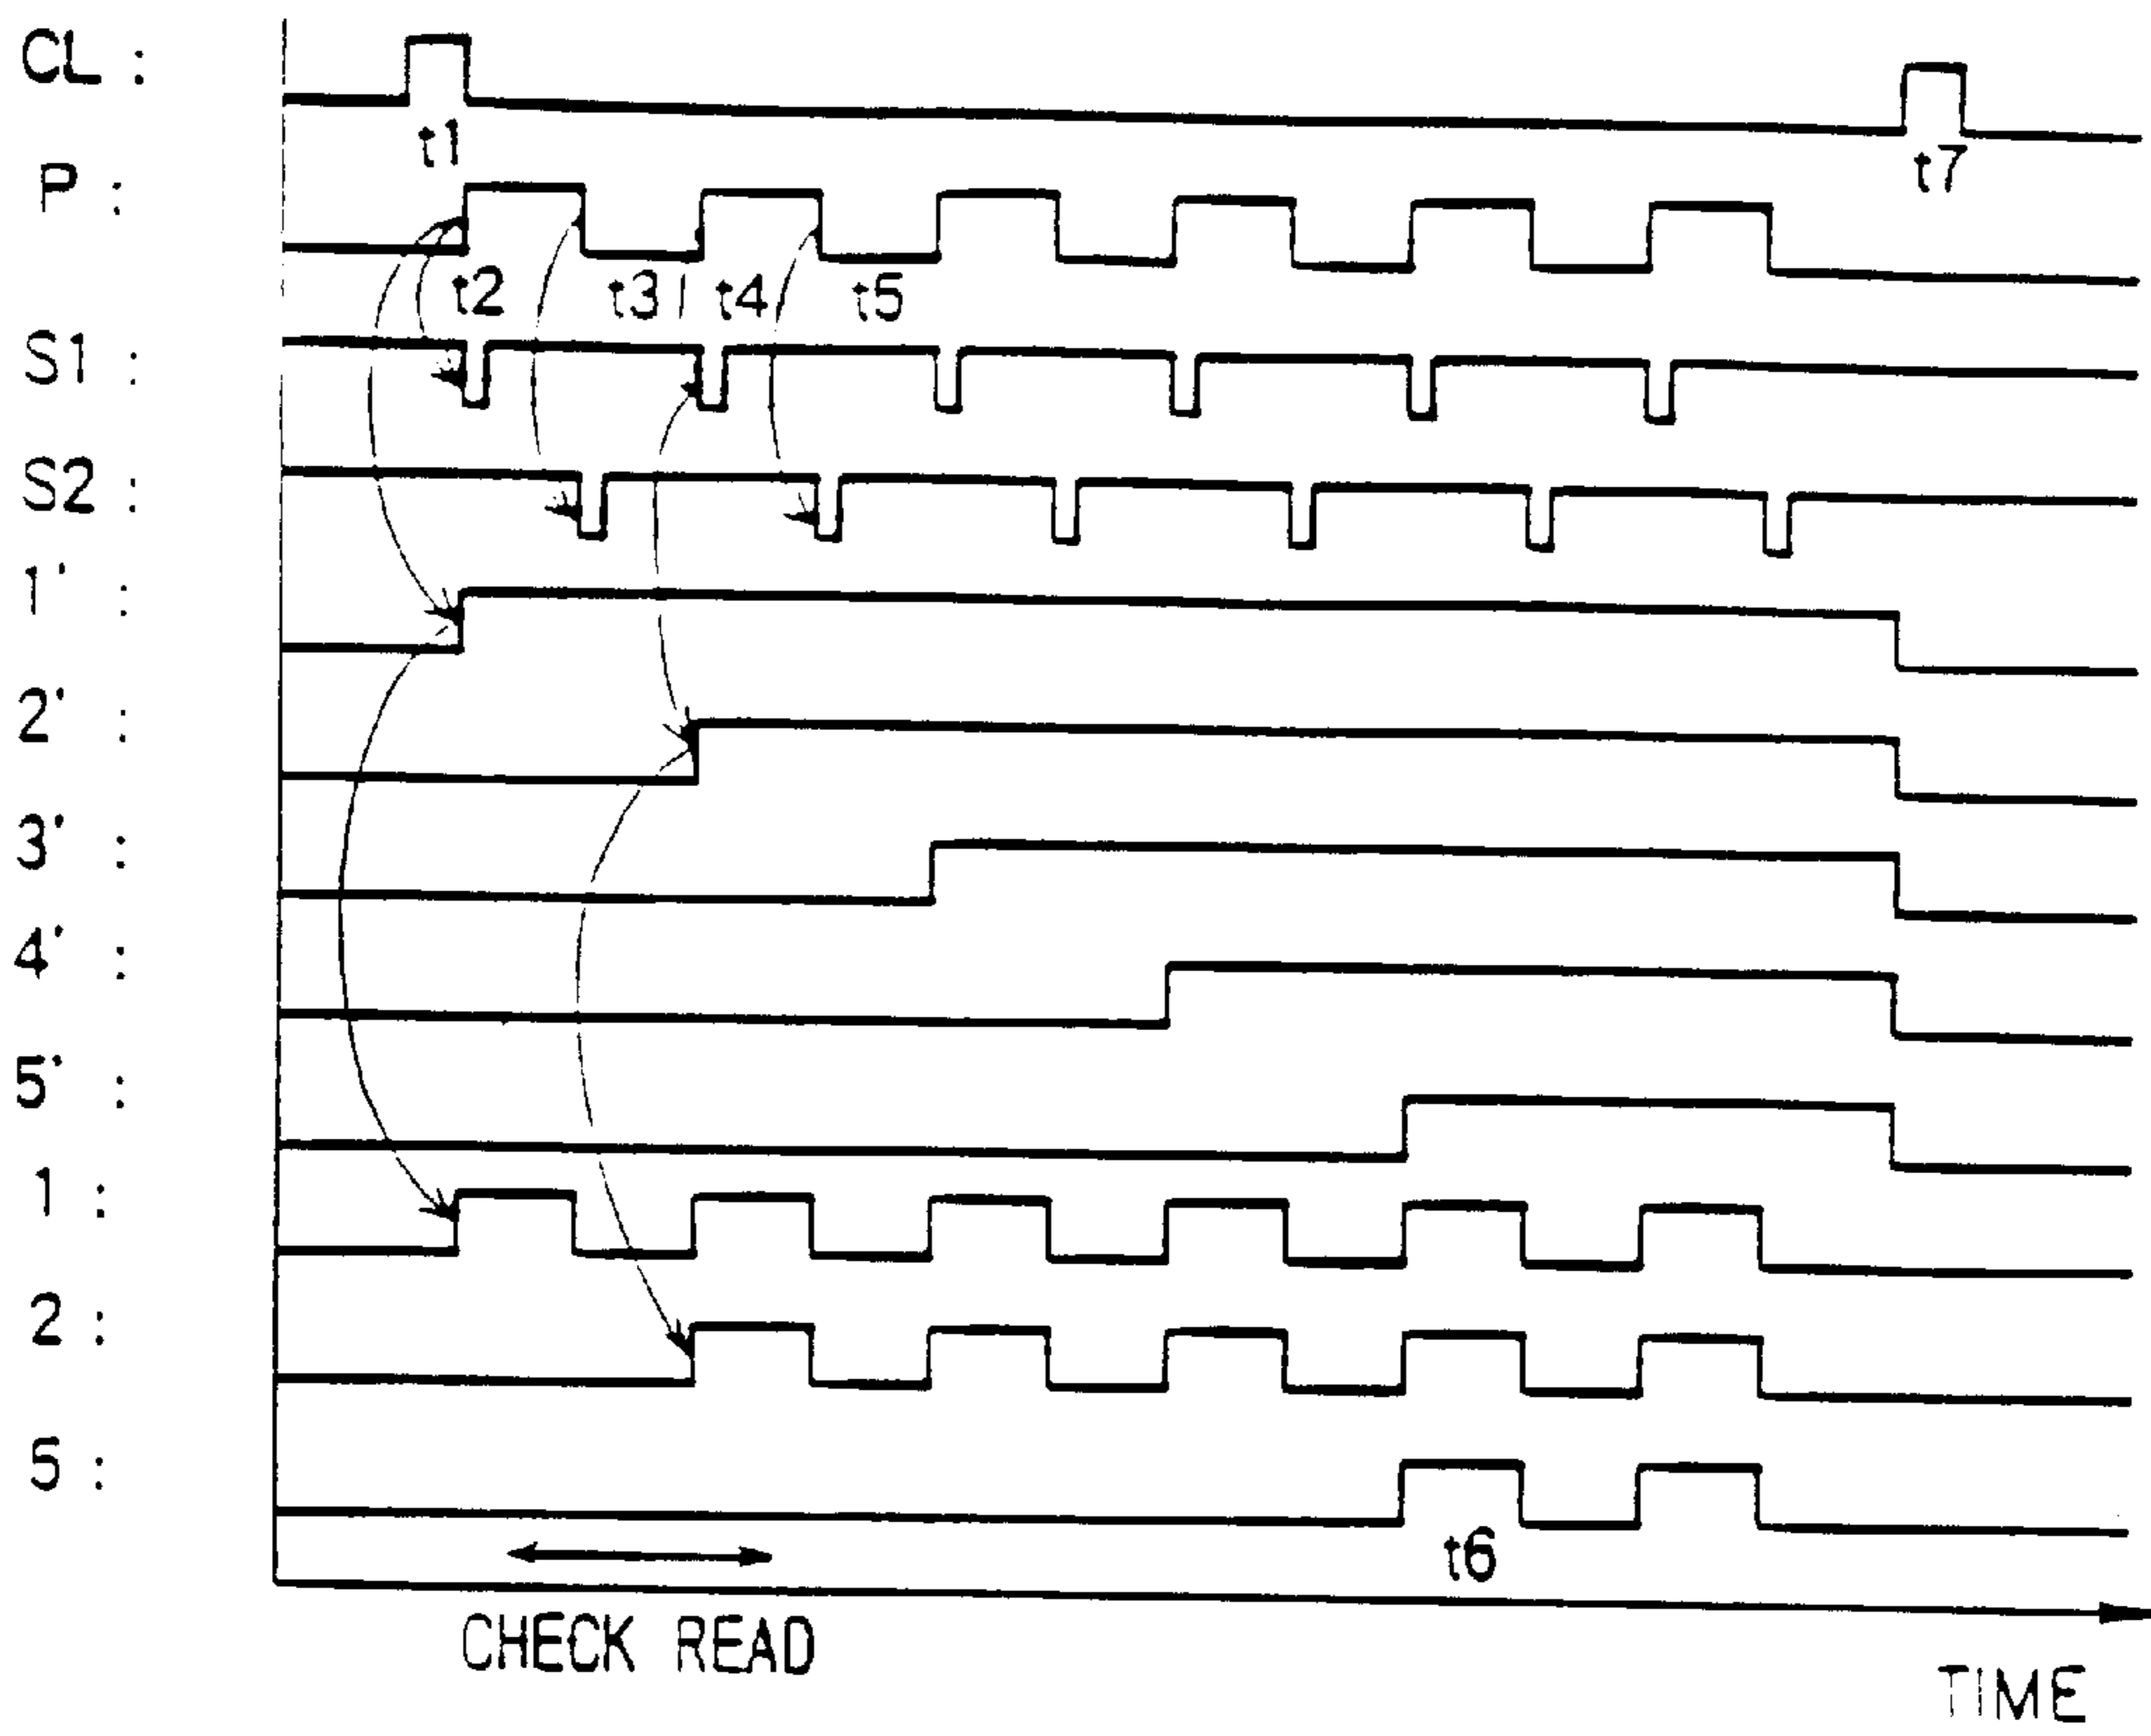 CL :
t1
t7
P :
t2 t3 t4 t5
S1 :
S2 :
1' :
2' :
3' :
4' :
5' :
1 :
2 :
5 :
t6
CHECK READ
TIME